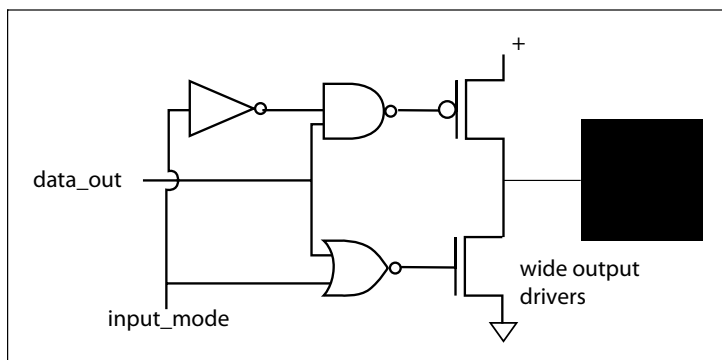 +
data_out
wide output
drivers
input_mode